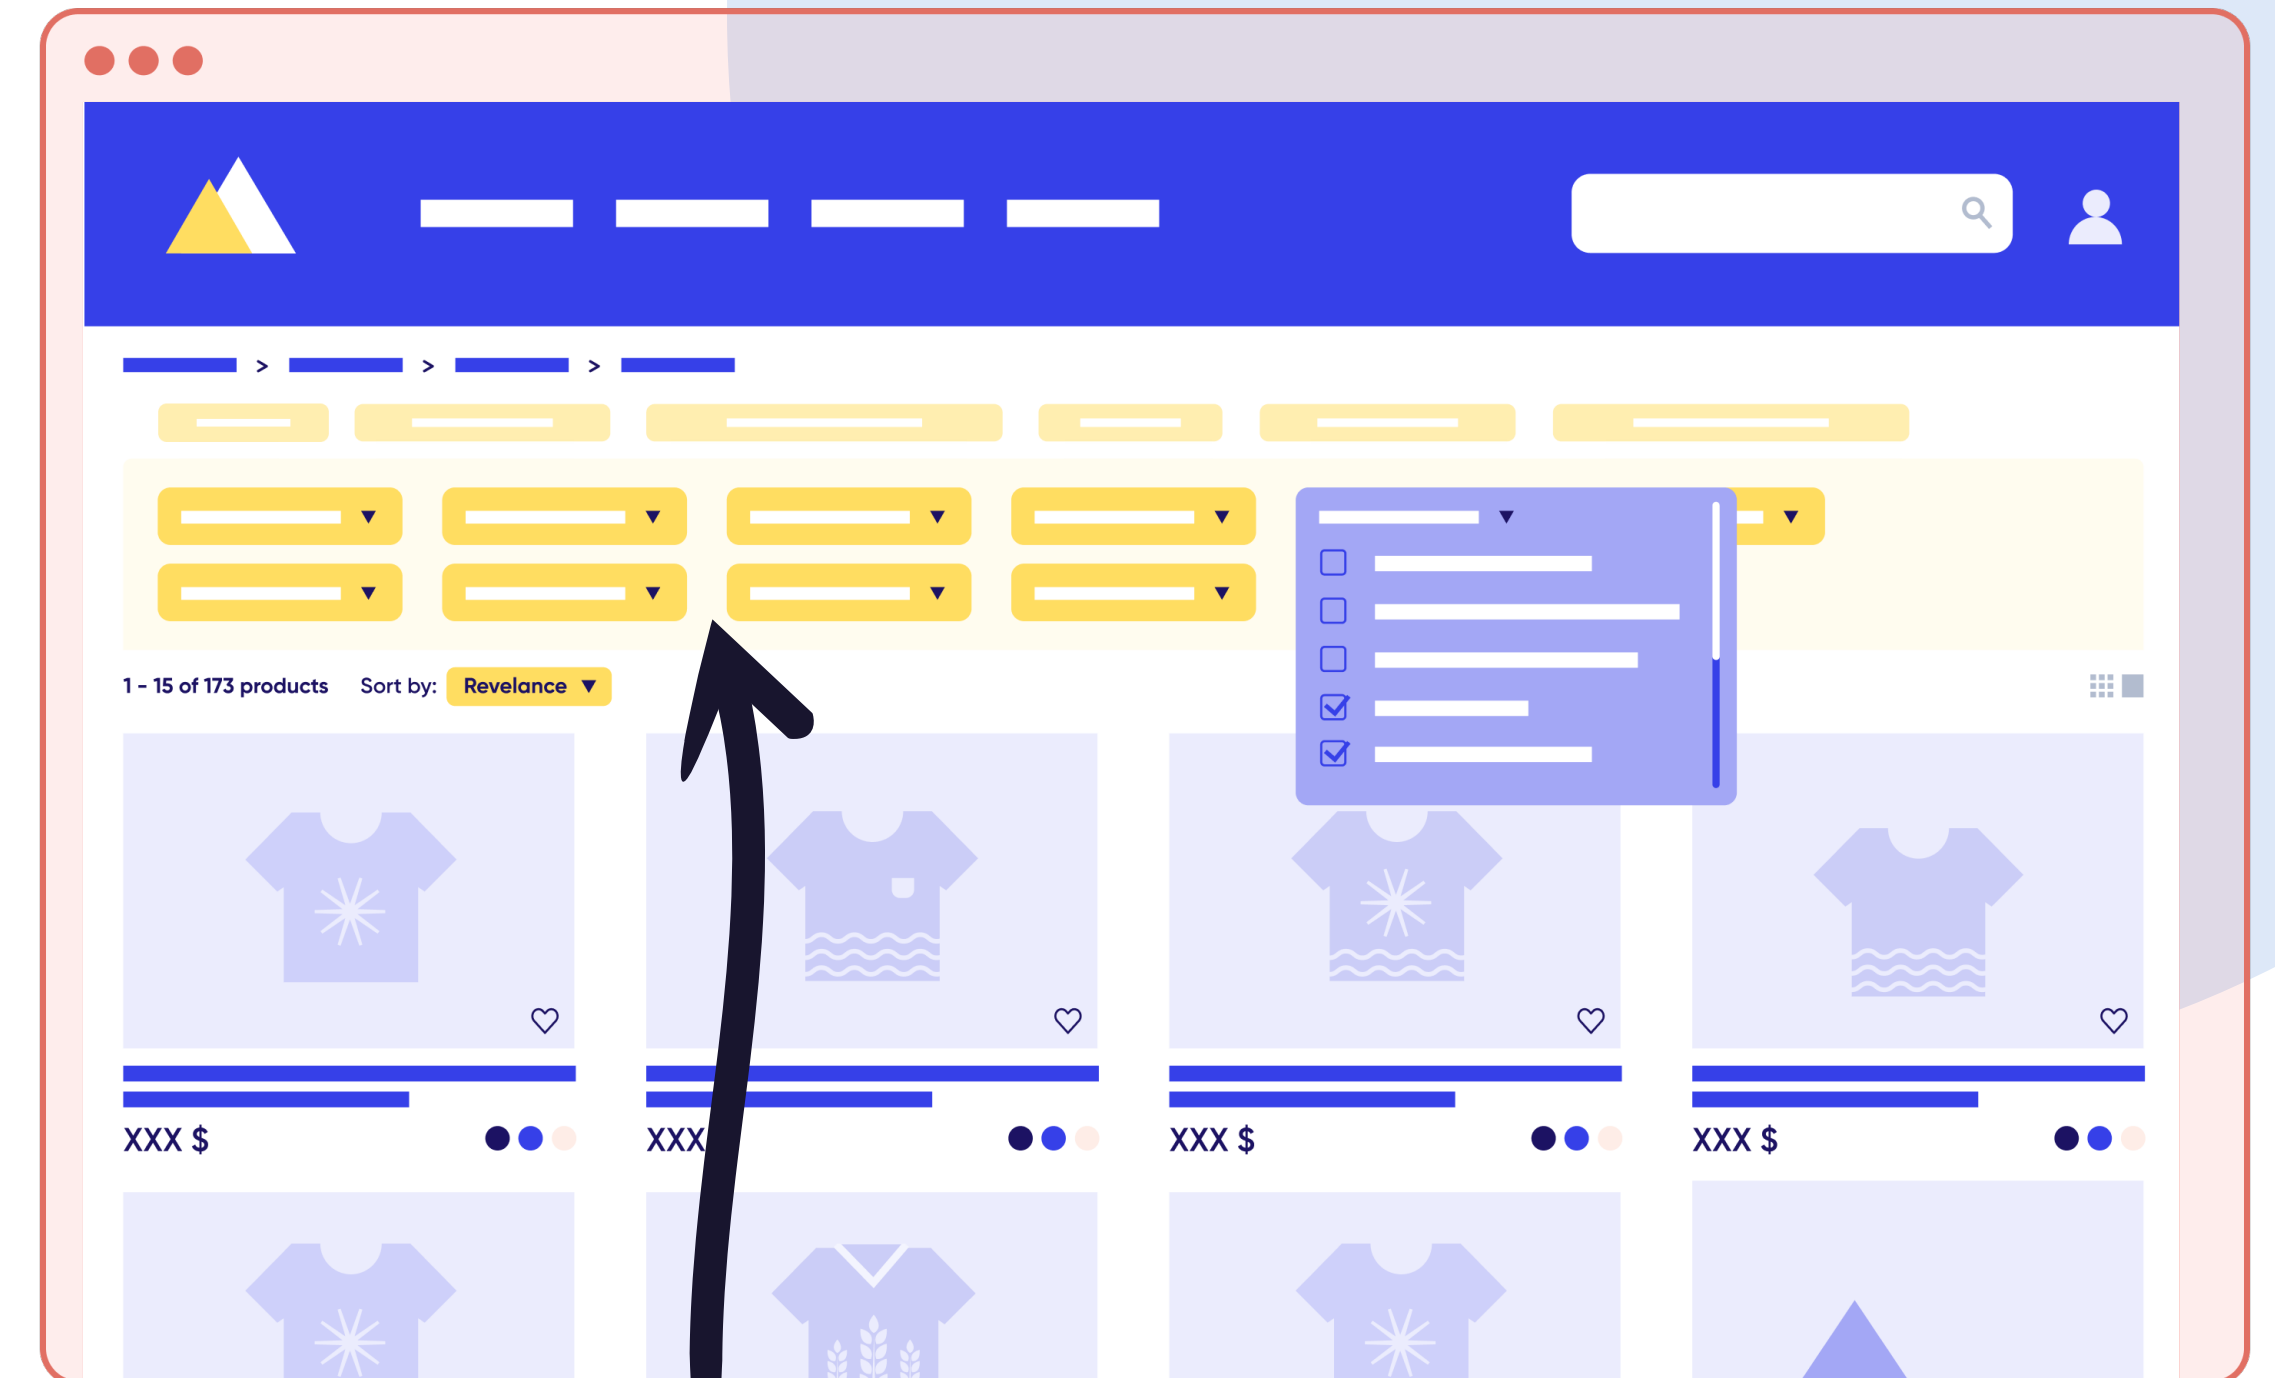 > > >
1 - 15 of 173 products Sort by: Revelance
XXX $ XXX XXX $ XXX $